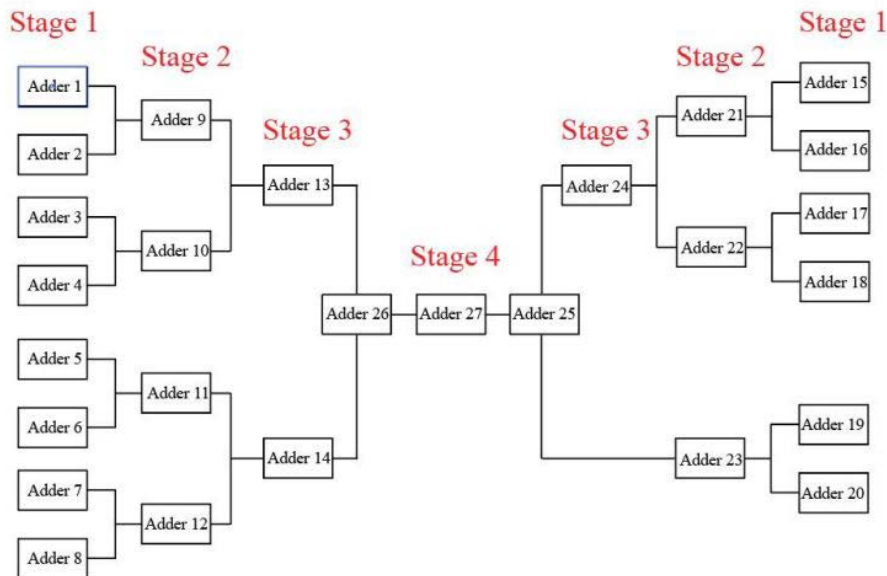 Stage 1
Stage 2
Stage 3
Stage 4
Stage 3
Stage 2
Stage 1
Adder 1
Adder 2
Adder 3
Adder 4
Adder 5
Adder 6
Adder 7
Adder 8
Adder 9
Adder 10
Adder 11
Adder 12
Adder 13
Adder 14
Adder 26
Adder 27
Adder 25
Adder 24
Adder 21
Adder 22
Adder 23
Adder 15
Adder 16
Adder 17
Adder 18
Adder 19
Adder 20